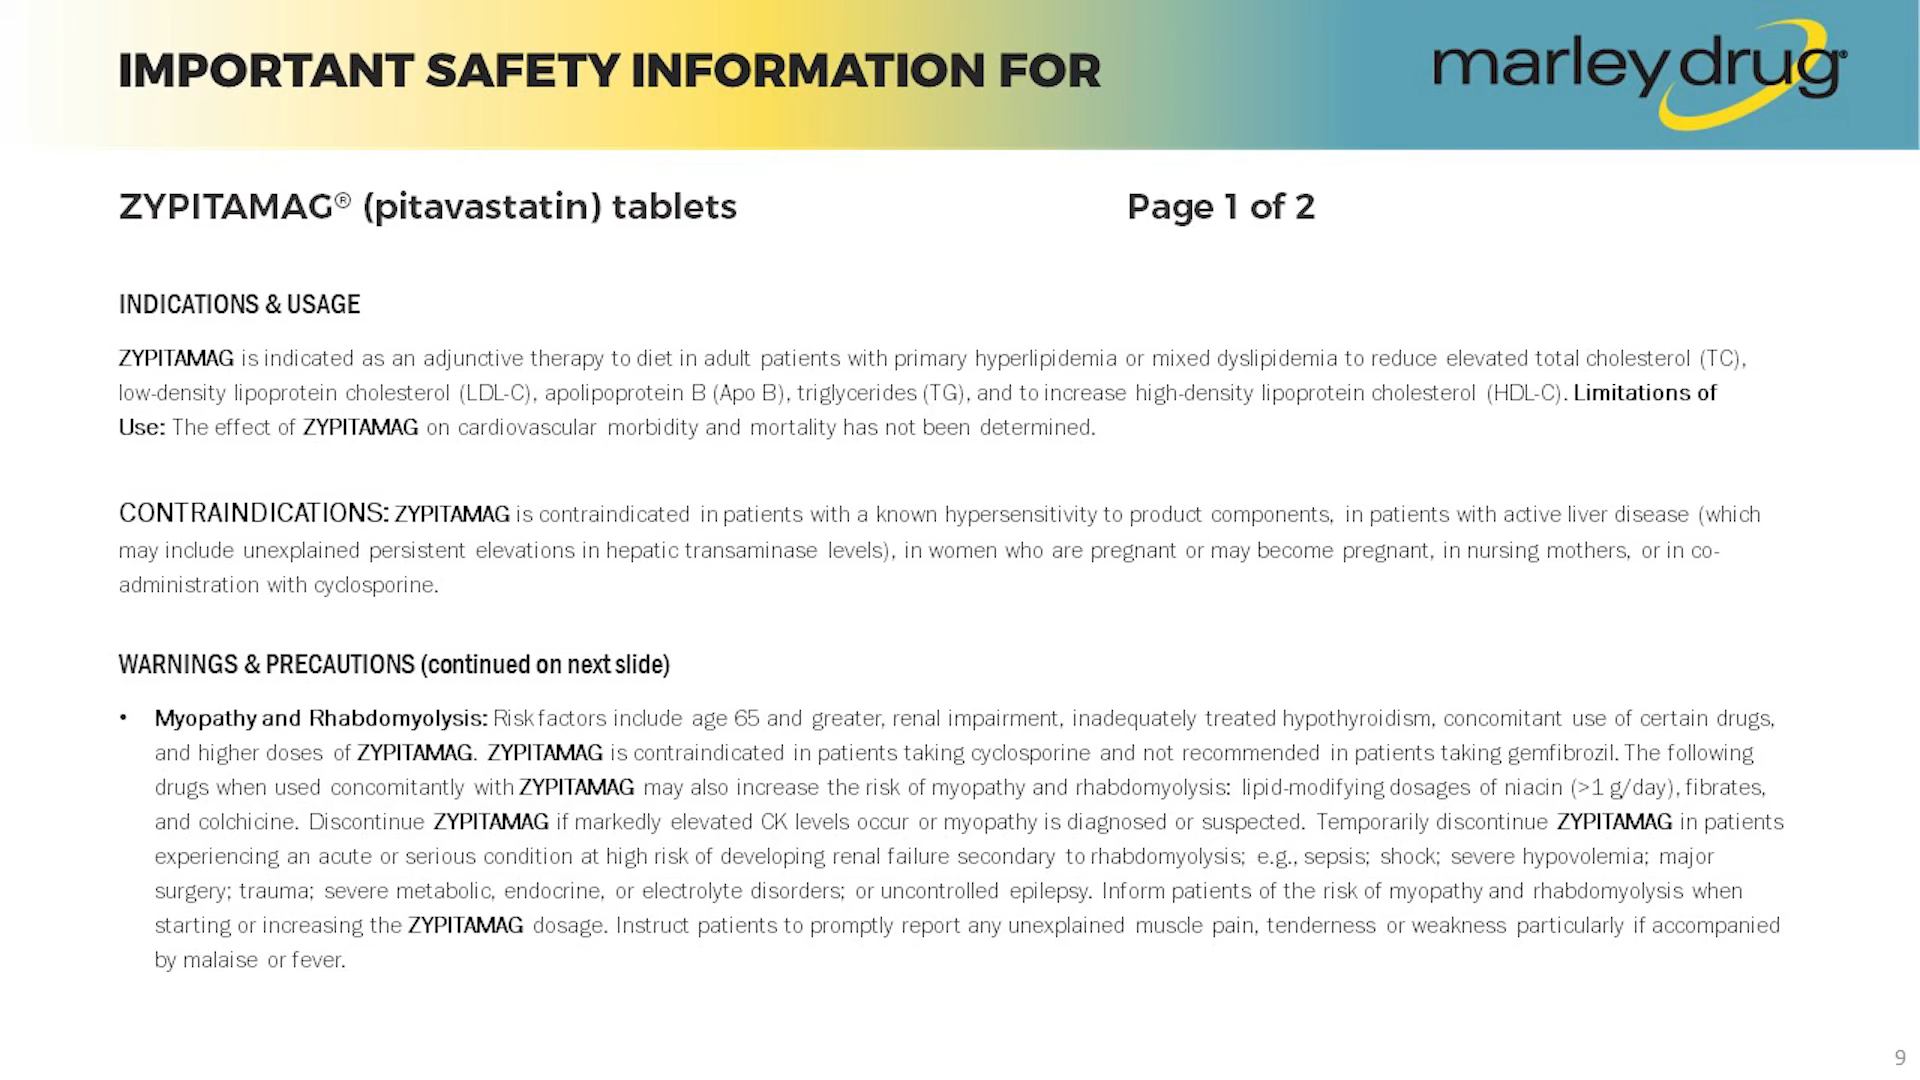 IMPORTANT SAFETY INFORMATION FOR
marleydrug®
ZYPITAMAG® (pitavastatin) tablets
Page 1 of 2
INDICATIONS & USAGE
ZYPITAMAG is indicated as an adjunctive therapy to diet in adult patients with primary hyperlipidemia or mixed dyslipidemia to reduce elevated total cholesterol (TC),
low-density lipoprotein cholesterol (LDL-C), apolipoprotein B (Apo B), triglycerides (TG), and to increase high-density lipoprotein cholesterol (HDL-C). Limitations of
Use: The effect of ZYPITAMAG on cardiovascular morbidity and mortality has not been determined.
CONTRAINDICATIONS: ZYPITAMAG is contraindicated in patients with a known hypersensitivity to product components, in patients with active liver disease (which
may include unexplained persistent elevations in hepatic transaminase levels), in women who are pregnant or may become pregnant, in nursing mothers, or in co-
administration with cyclosporine.
WARNINGS & PRECAUTIONS (continued on next slide)
• Myopathy and Rhabdomyolysis: Risk factors include age 65 and greater, renal impairment, inadequately treated hypothyroidism, concomitant use of certain drugs,
and higher doses of ZYPITAMAG. ZYPITAMAG is contraindicated in patients taking cyclosporine and not recommended in patients taking gemfibrozil. The following
drugs when used concomitantly with ZYPITAMAG may also increase the risk of myopathy and rhabdomyolysis: lipid-modifying dosages of niacin (>1 g/day), fibrates,
and colchicine. Discontinue ZYPITAMAG if markedly elevated CK levels occur or myopathy is diagnosed or suspected. Temporarily discontinue ZYPITAMAG in patients
experiencing an acute or serious condition at high risk of developing renal failure secondary to rhabdomyolysis; e.g., sepsis; shock; severe hypovolemia; major
surgery; trauma; severe metabolic, endocrine, or electrolyte disorders; or uncontrolled epilepsy. Inform patients of the risk of myopathy and rhabdomyolysis when
starting or increasing the ZYPITAMAG dosage. Instruct patients to promptly report any unexplained muscle pain, tenderness or weakness particularly if accompanied
by malaise or fever.
9